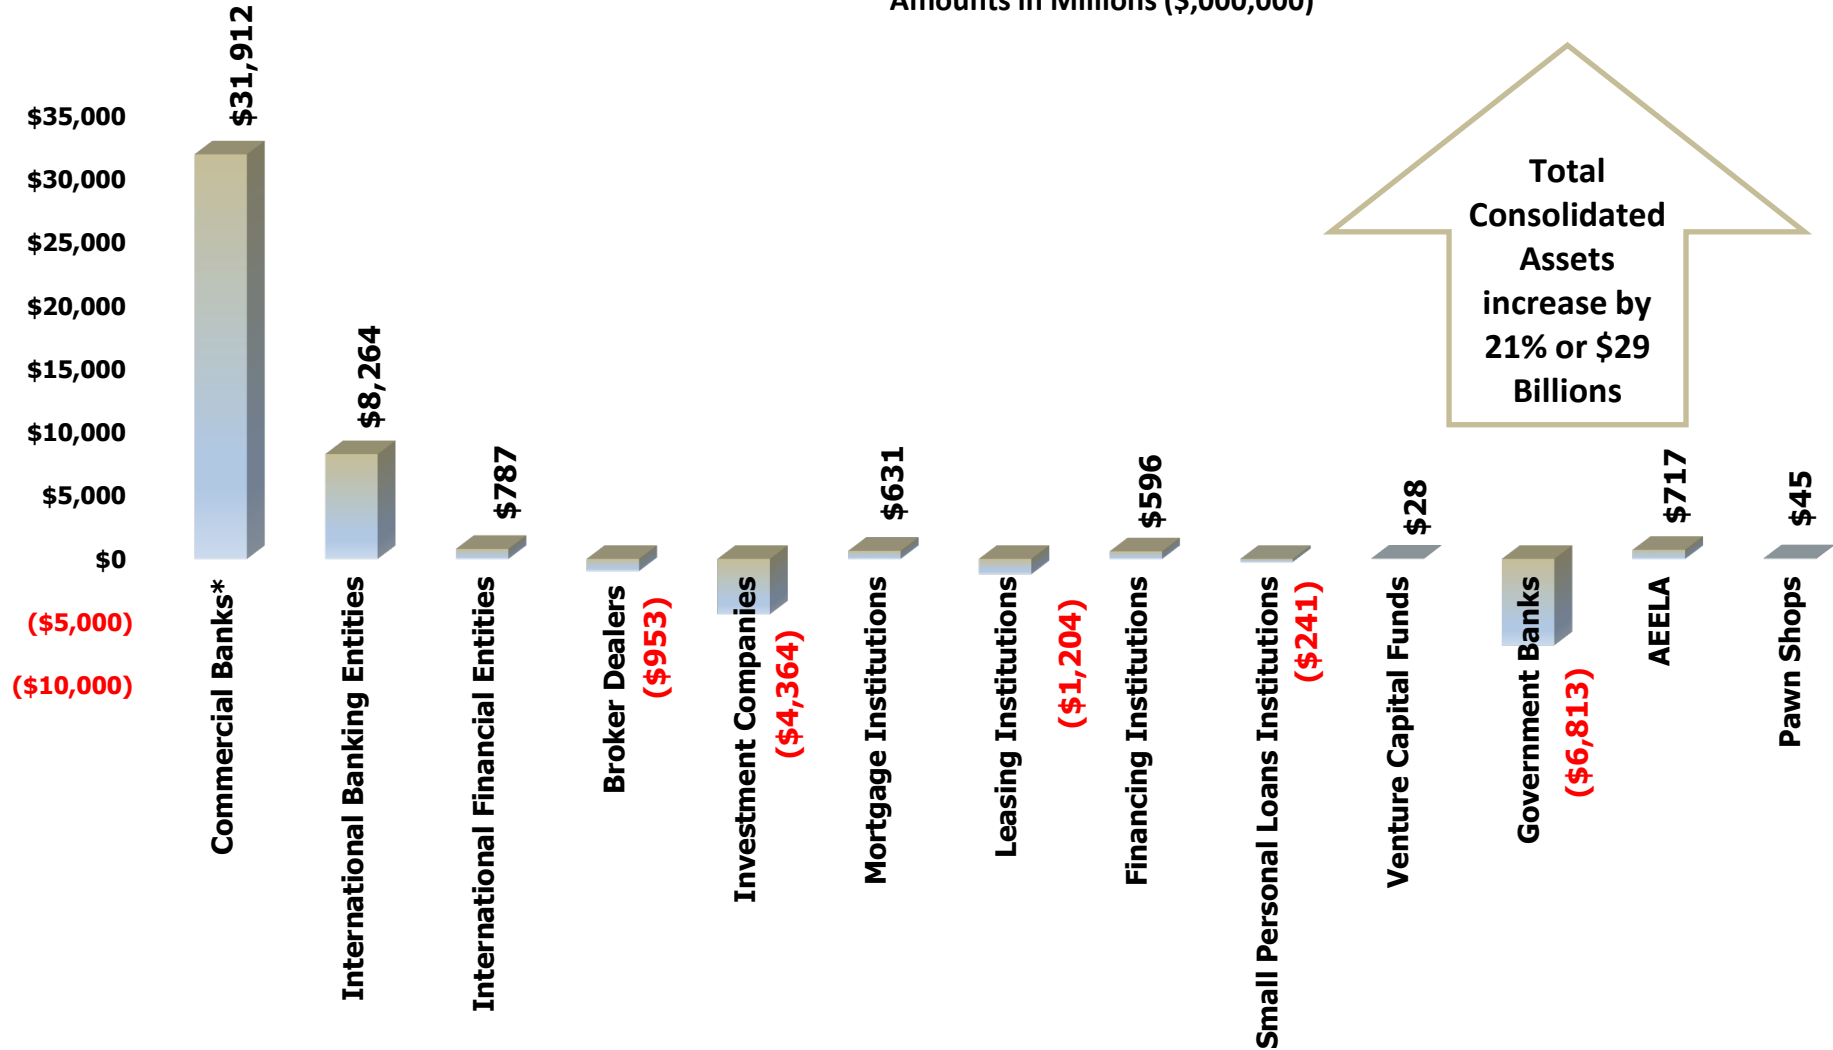 Amounts in Millions ($,000,000)
$35,000
$30,000
$25,000
$20,000
$15,000
$10,000
$5,000
$0
($5,000)
($10,000)
$31,912
$8,264
$787
($953)
($4,364)
$631
($1,204)
$596
($241)
$28
($6,813)
$717
$45
Commercial Banks*
International Banking Entities
International Financial Entities
Broker Dealers
Investment Companies
Mortgage Institutions
Leasing Institutions
Financing Institutions
Small Personal Loans Institutions
Venture Capital Funds
Government Banks
AEELA
Pawn Shops
Total
Consolidated
Assets
increase by
21% or $29
Billions